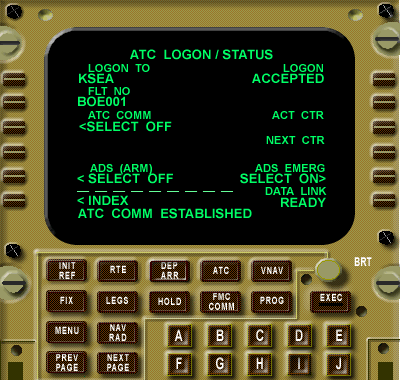 ATC LOGON / STATUS
LOGON TO LOGON
KSEA ACCEPTED
FLT NO
BOE001
ATC COMM ACT CTR
<SELECT OFF
NEXT CTR
ADS (ARM) ADS EMERG
< SELECT OFF SELECT ON>
DATA LINK
< INDEX READY
ATC COMM ESTABLISHED
BRT
INIT REF RTE DEP ARR ATC VNAV
FIX LEGS HOLD FMC COMM PROG EXEC
MENU NAV RAD A B C D E
PREV PAGE NEXT PAGE F G H I J